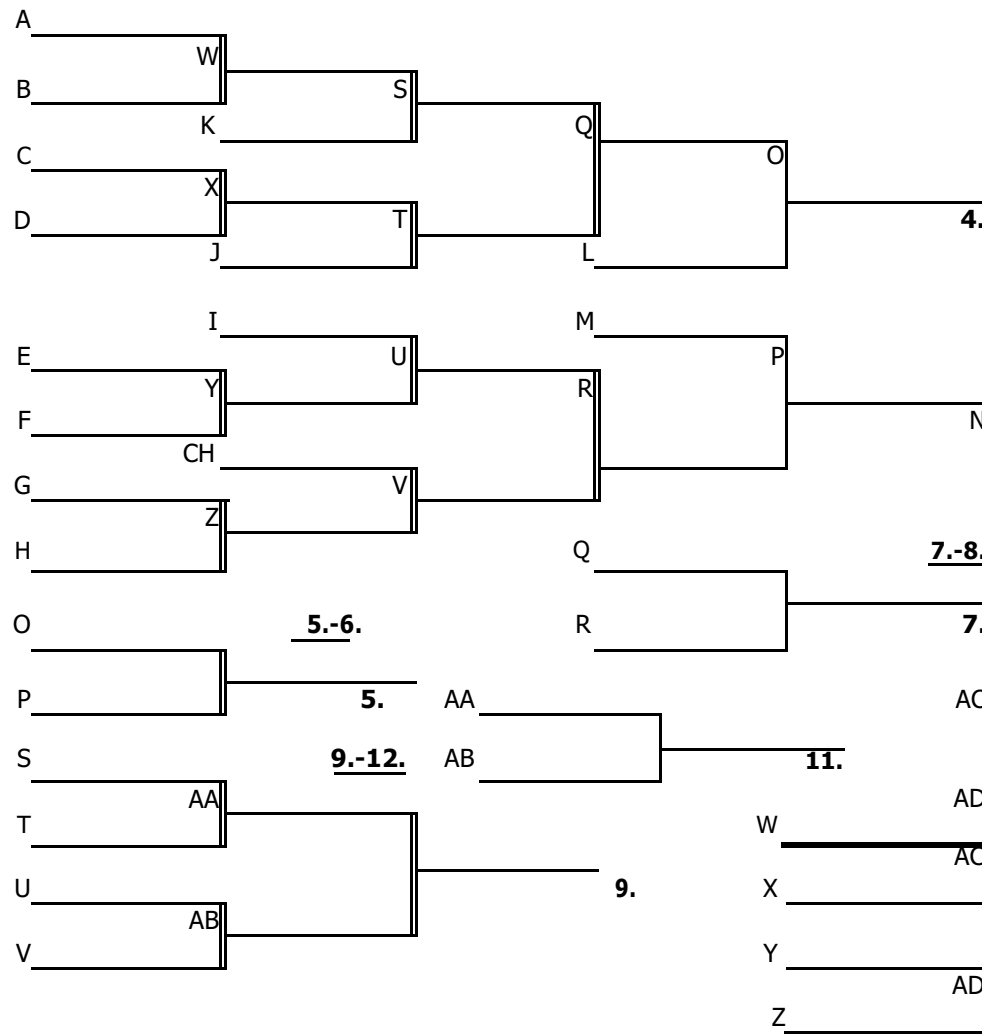 A
W
B
S
K
Q
C
O
X
D
T
4.
J
L
I
M
E
U
P
Y
R
F
N
CH
G
V
Z
H
Q
7.-8.
O
5.-6.
R
7.
P
5.
AA
AC
S
9.-12.
AB
11.
AA
AD
T
W
AC
U
9.
X
AB
V
Y
AD
Z